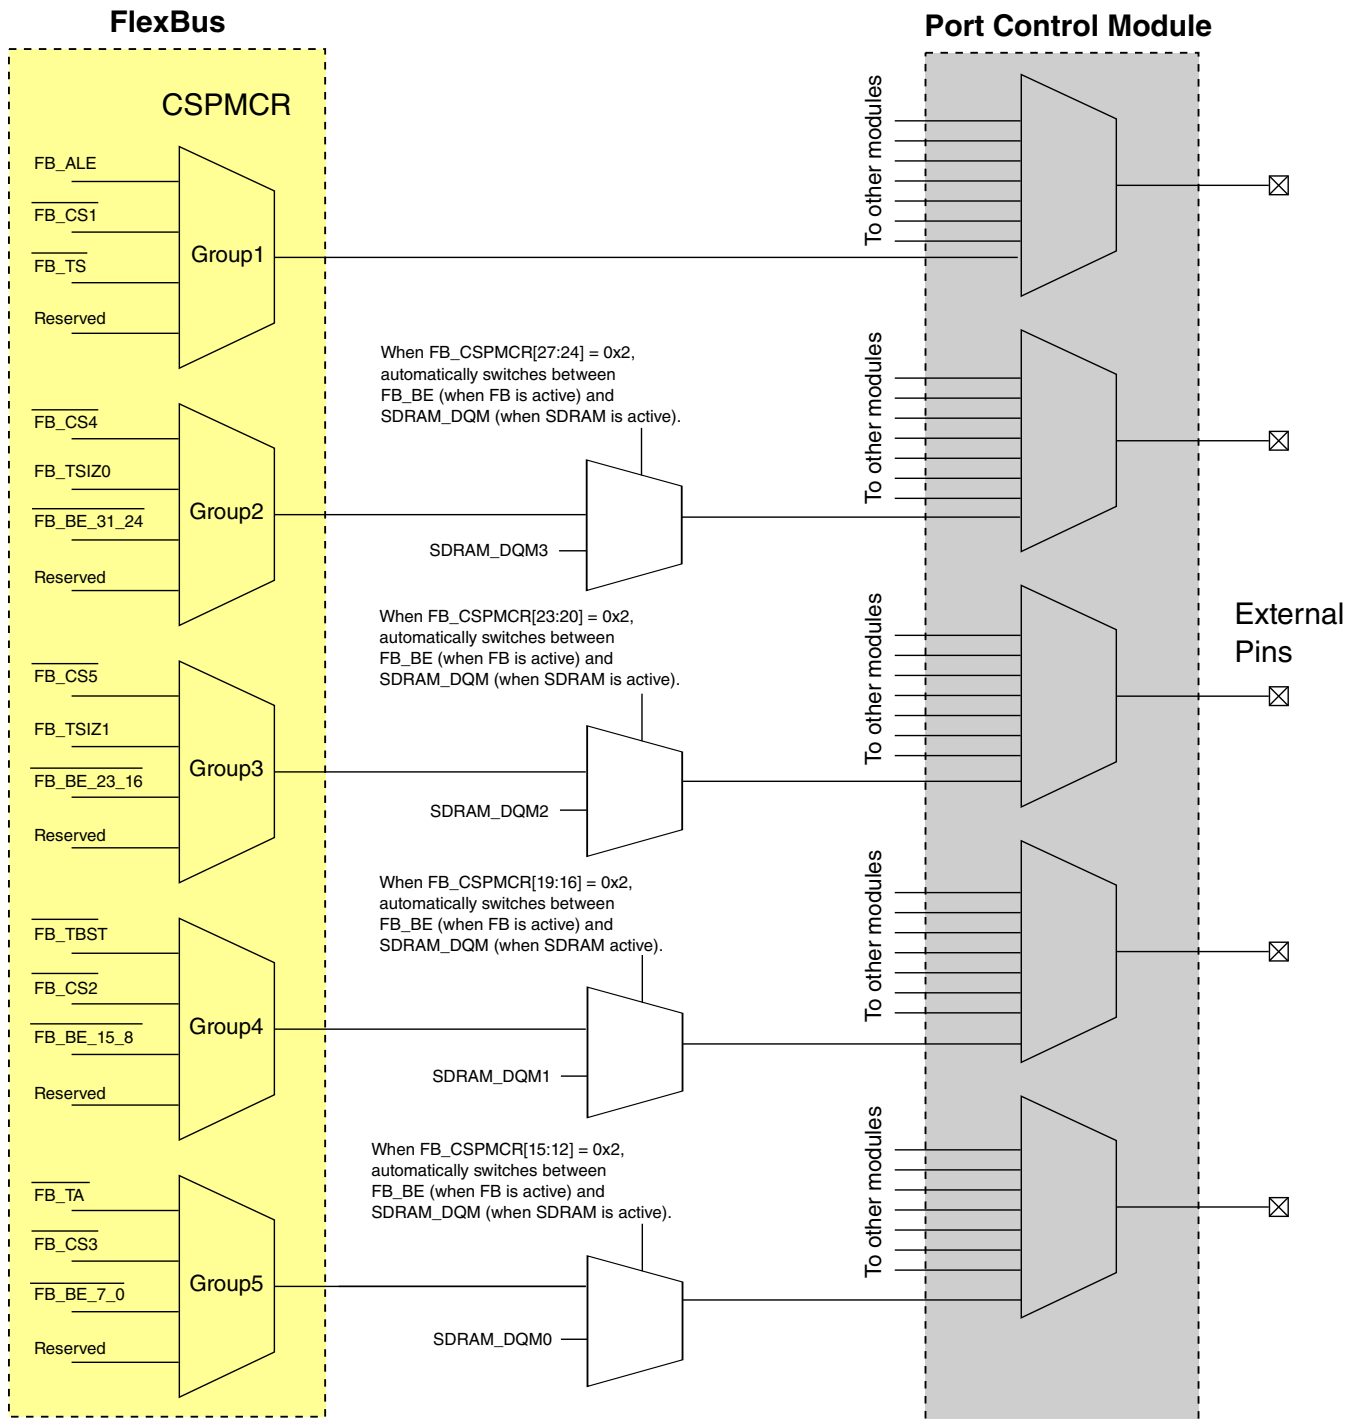 FlexBus
Port Control Module
CSPMCR
FB_ALE
FB_CS1
FB_TS
Reserved
Group1
To other modules
When FB_CSPMCR[27:24] = 0x2,
automatically switches between
FB_BE (when FB is active) and
SDRAM_DQM (when SDRAM is active).
FB_CS4
FB_TSIZ0
FB_BE_31_24
Reserved
Group2
SDRAM_DQM3
To other modules
When FB_CSPMCR[23:20] = 0x2,
automatically switches between
FB_BE (when FB is active) and
SDRAM_DQM (when SDRAM is active).
FB_CS5
FB_TSIZ1
FB_BE_23_16
Reserved
Group3
SDRAM_DQM2
To other modules
External
Pins
When FB_CSPMCR[19:16] = 0x2,
automatically switches between
FB_BE (when FB is active) and
SDRAM_DQM (when SDRAM active).
FB_TBST
FB_CS2
FB_BE_15_8
Reserved
Group4
SDRAM_DQM1
To other modules
When FB_CSPMCR[15:12] = 0x2,
automatically switches between
FB_BE (when FB is active) and
SDRAM_DQM (when SDRAM is active).
FB_TA
FB_CS3
FB_BE_7_0
Reserved
Group5
SDRAM_DQM0
To other modules